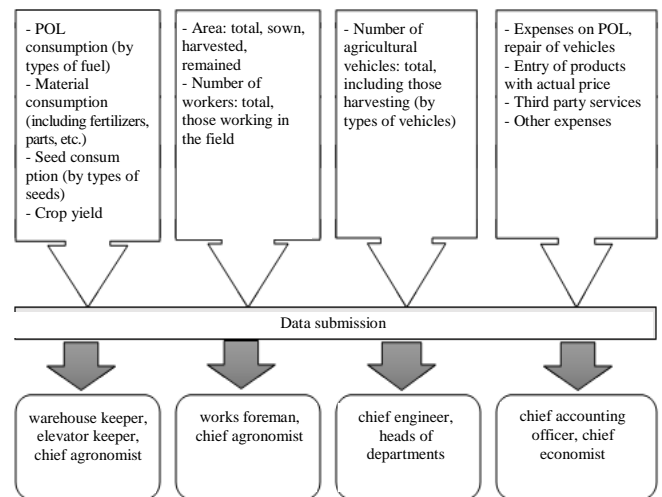 - POL
consumption (by
types of fuel)
- Material
consumption
(including fertilizers,
parts, etc.)
- Seed consum
ption (by types of
seeds)
- Crop yield
- Area: total, sown,
harvested,
remained
- Number of
workers: total,
those working in
the field
- Number of
agricultural
vehicles: total,
including those
harvesting (by
types of vehicles)
- Expenses on POL,
repair of vehicles
- Entry of products
with actual price
- Third party services
- Other expenses
Data submission
warehouse keeper,
elevator keeper,
chief agronomist
works foreman,
chief agronomist
chief engineer,
heads of
departments
chief accounting
officer, chief
economist